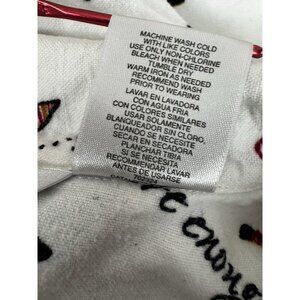 MACHINE WASH COLD
WITH LIKE COLORS
USE ONLY NON-CHLORINE
BLEACH WHEN NEEDED
TUMBLE DRY
WARM IRON AS NEEDED
RECOMMEND WASH
PRIOR TO WEARING
LAVAR EN LAVADORA
CON AGUA FRIA
CON COLORES SIMILARES
USAR SOLAMENTE
BLANQUEADOR SIN CLORO,
CUANDO SE NECESITE
SECAR EN SECADORA
PLANCHAR TIBIA
SI SE NECESITA
RECOMENDAR LAVAR
ANTES DE USARSE